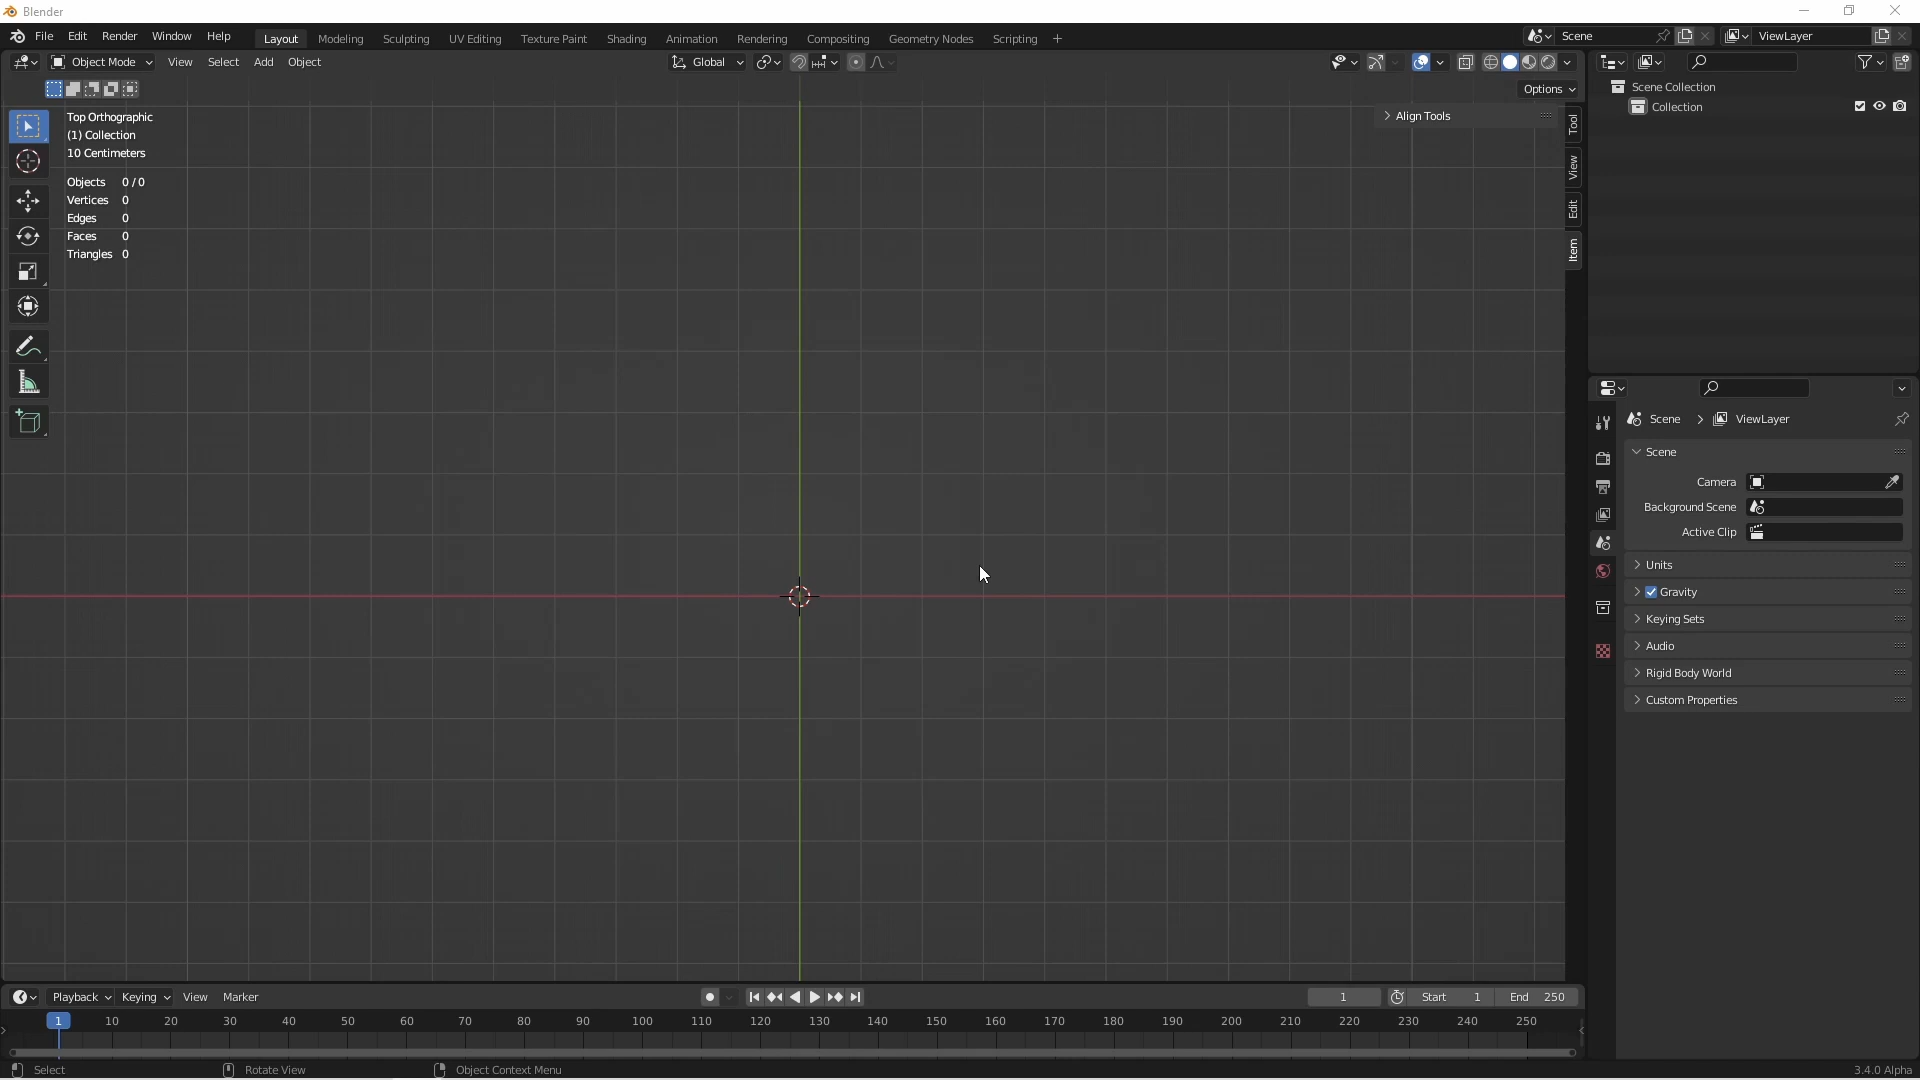 Blender
File Edit Render Window Help Layout Modeling Sculpting UV Editing Texture Paint Shading Animation Rendering Compositing Geometry Nodes Scripting + Scene ViewLayer
Object Mode View Select Add Object Global
Options
Top Orthographic
(1) Collection
10 Centimeters
Objects 0 / 0
Vertices 0
Edges 0
Faces 0
Triangles 0
Align Tools
Tool
View
Edit
Item
Scene Collection
Collection
Scene ViewLayer
Scene
Camera
Background Scene
Active Clip
Units
Gravity
Keying Sets
Audio
Rigid Body World
Custom Properties
Playback Keying View Marker 1 Start 1 End 250
1 10 20 30 40 50 60 70 80 90 100 110 120 130 140 150 160 170 180 190 200 210 220 230 240 250
Select Rotate View Object Context Menu 3.4.0 Alpha